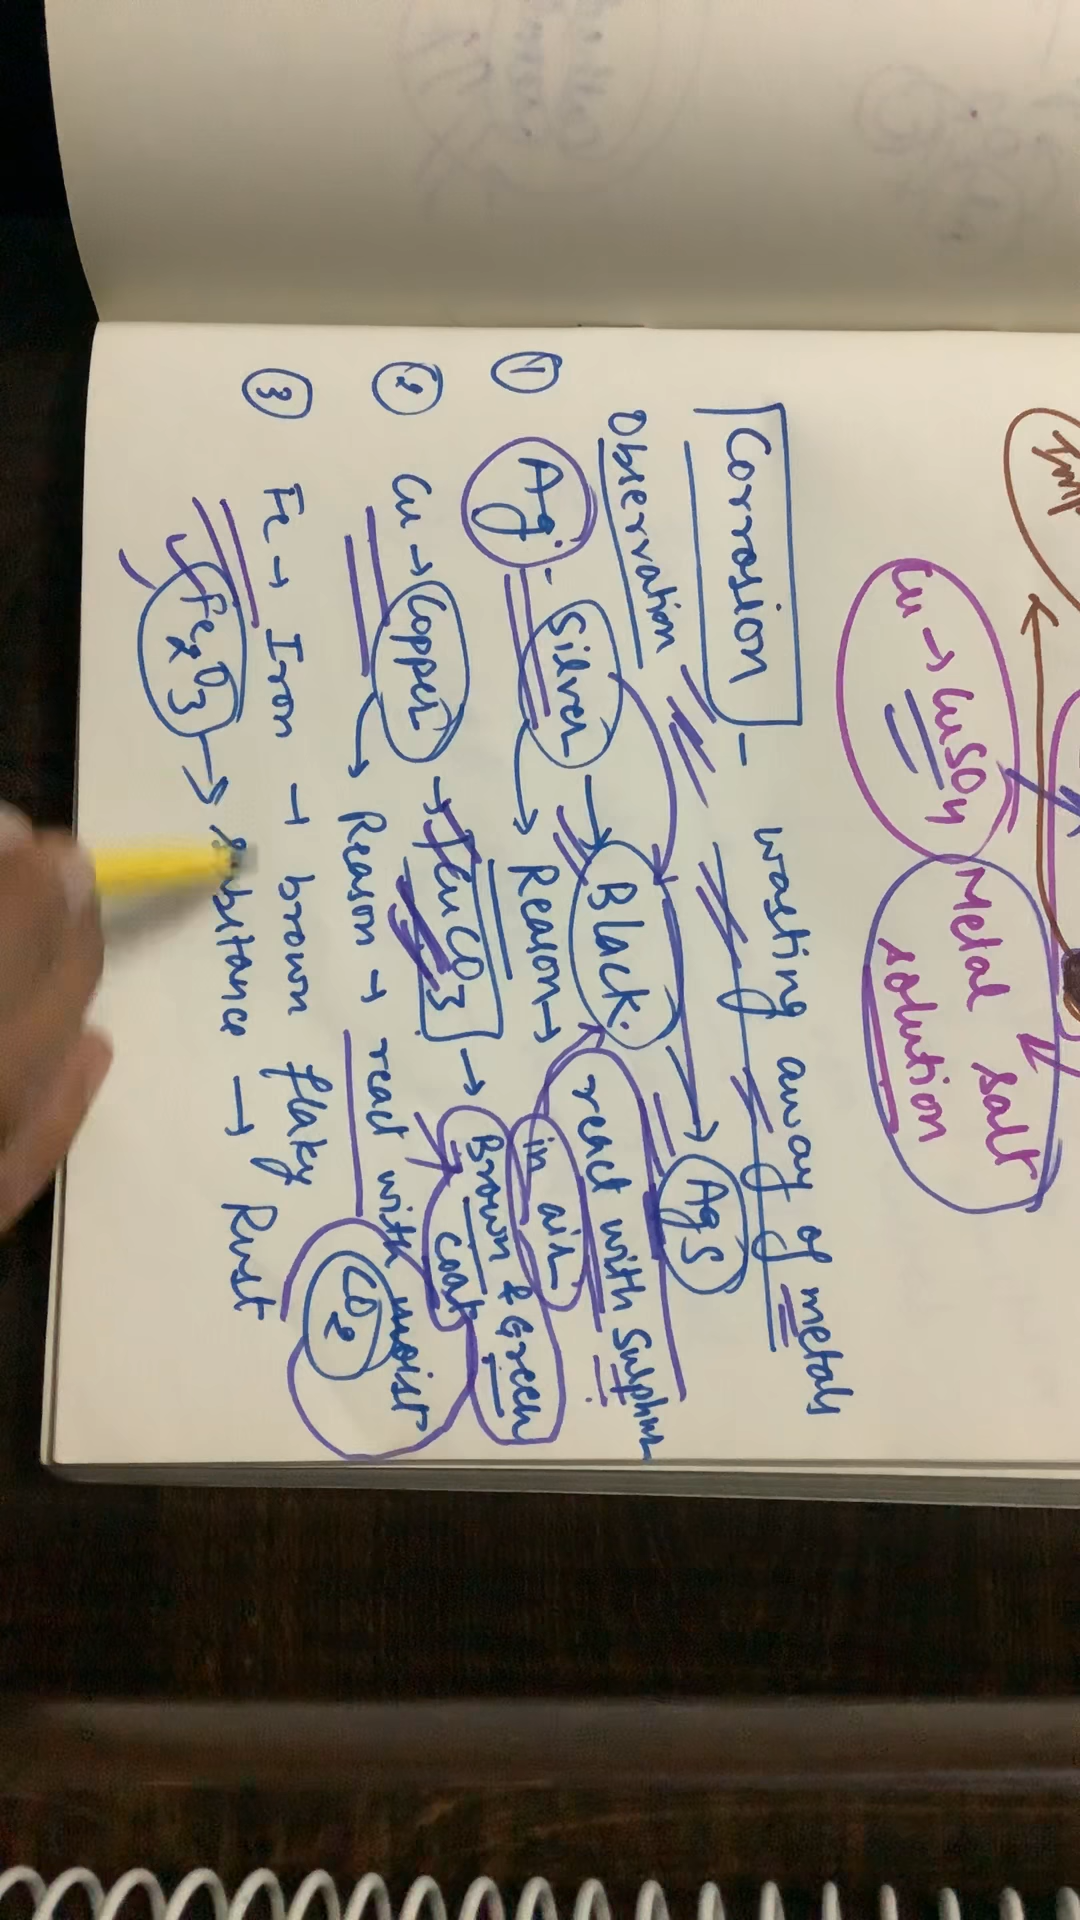 Cu → CuSO4 Metal salt
solution
Corrosion - wasting away of metals
Observation
① Ag - Silver → Black. → AgS
Reason → react with Sulphur
in air
② Cu → Copper → CuCO3 → Brown & Green
coat
Reason → react with moist
CO2
③ Fe → Iron → brown flaky
Fe2O3 → substance → Rust